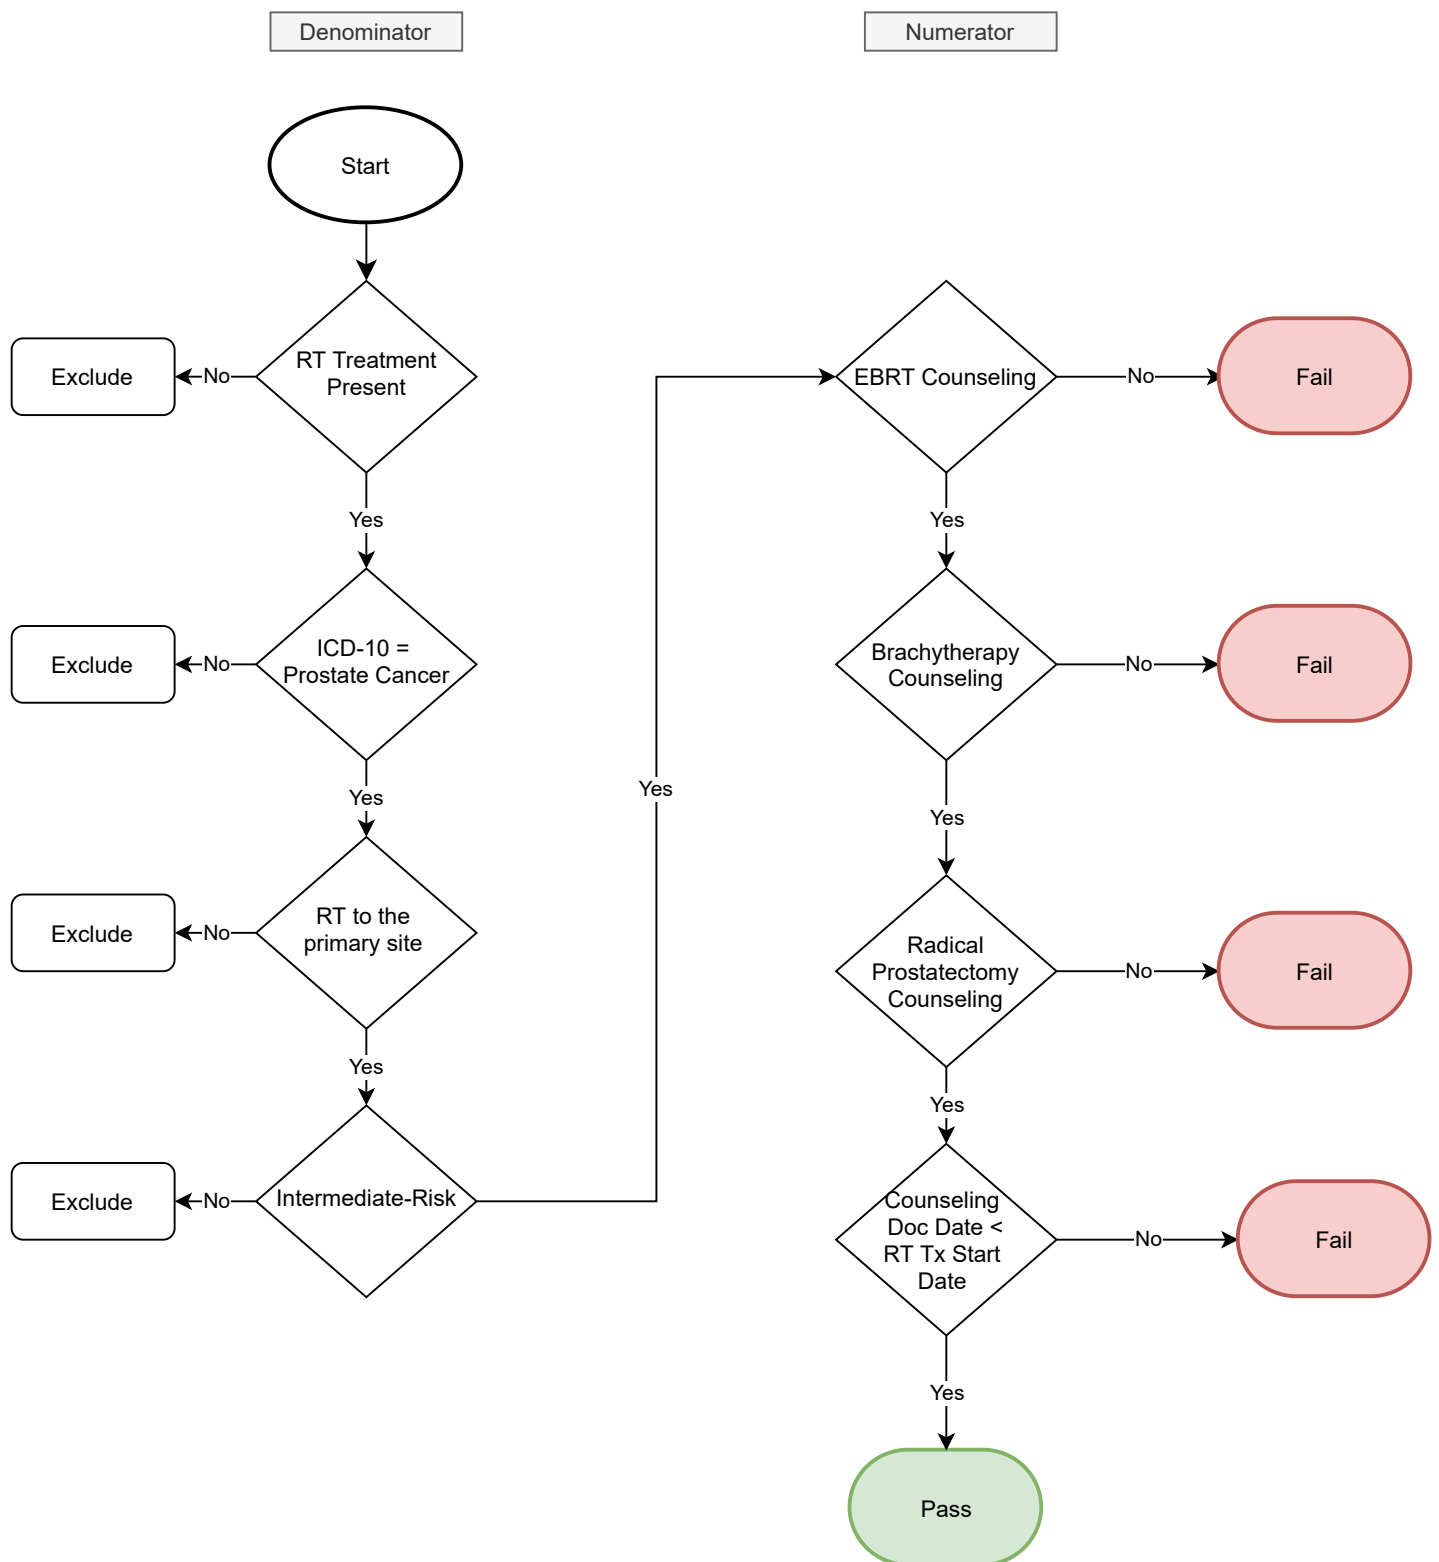 Denominator
Numerator
Start
RT Treatment
Present
No
Exclude
Yes
ICD-10 =
Prostate Cancer
No
Exclude
Yes
RT to the
primary site
No
Exclude
Yes
Intermediate-Risk
No
Exclude
Yes
EBRT Counseling
No
Fail
Yes
Brachytherapy
Counseling
No
Fail
Yes
Radical
Prostatectomy
Counseling
No
Fail
Yes
Counseling
Doc Date <
RT Tx Start
Date
No
Fail
Yes
Pass